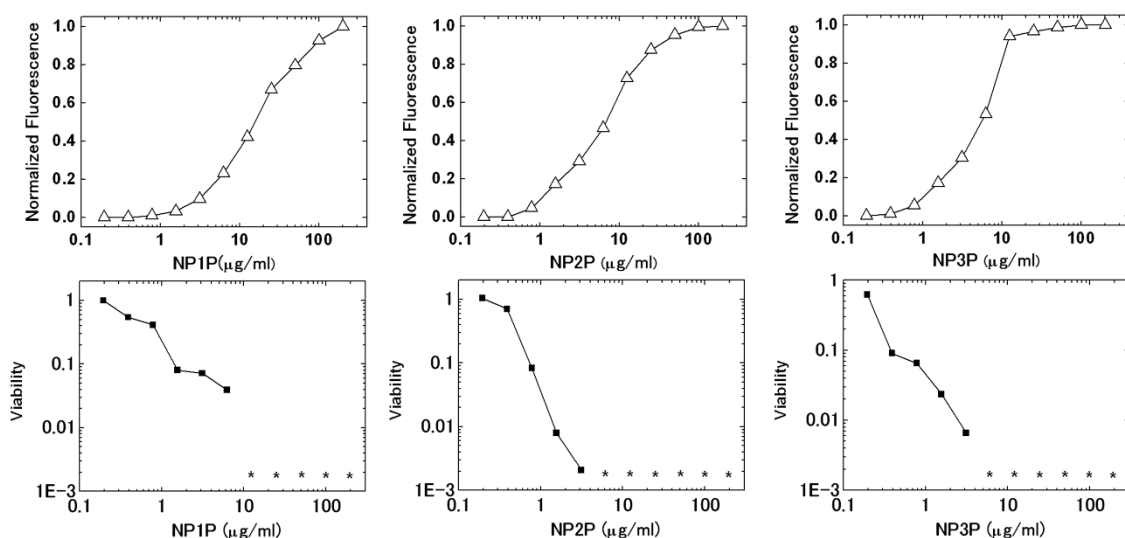 Normalized Fluorescence
1.0
0.8
0.6
0.4
0.2
0.0
0.1 1 10 100
NP1P(μg/ml)
Normalized Fluorescence
1.0
0.8
0.6
0.4
0.2
0.0
0.1 1 10 100
NP2P (μg/ml)
Normalized Fluorescence
1.0
0.8
0.6
0.4
0.2
0.0
0.1 1 10 100
NP3P (μg/ml)
Viability
1
0.1
0.01
1E-3
* * * * *
0.1 1 10 100
NP1P (μg/ml)
Viability
1
0.1
0.01
1E-3
* * * * * *
0.1 1 10 100
NP2P (μg/ml)
Viability
1
0.1
0.01
1E-3
* * * * * *
0.1 1 10 100
NP3P (μg/ml)